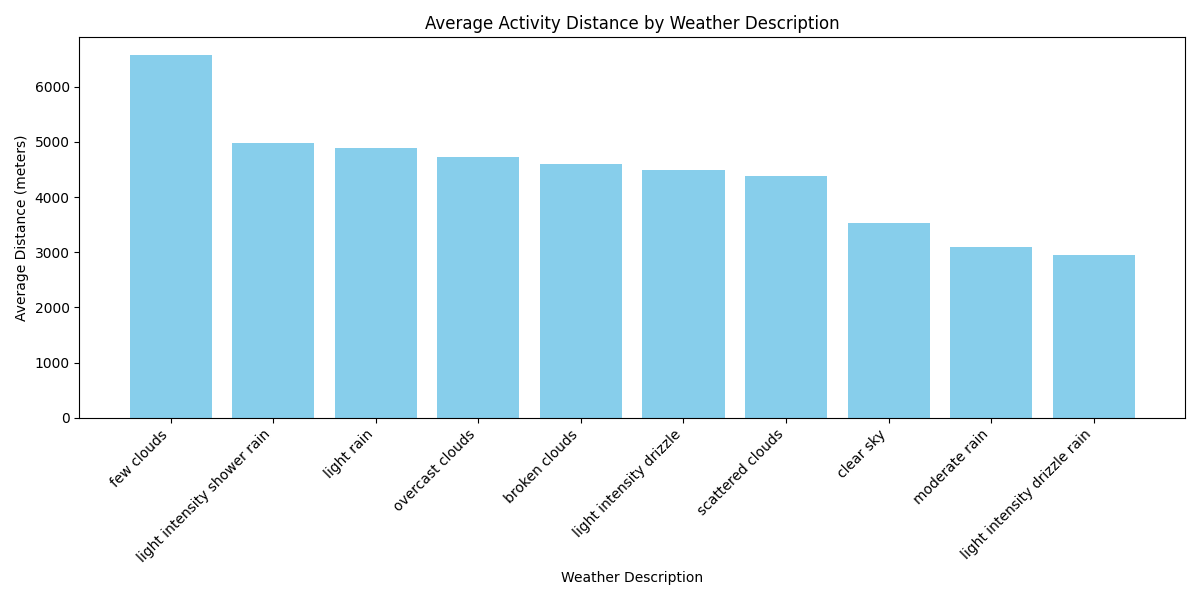 Average Activity Distance by Weather Description
Average Distance (meters)
6000
5000
4000
3000
2000
1000
0
few clouds
light intensity shower rain
light rain
overcast clouds
broken clouds
light intensity drizzle
scattered clouds
clear sky
moderate rain
light intensity drizzle rain
Weather Description